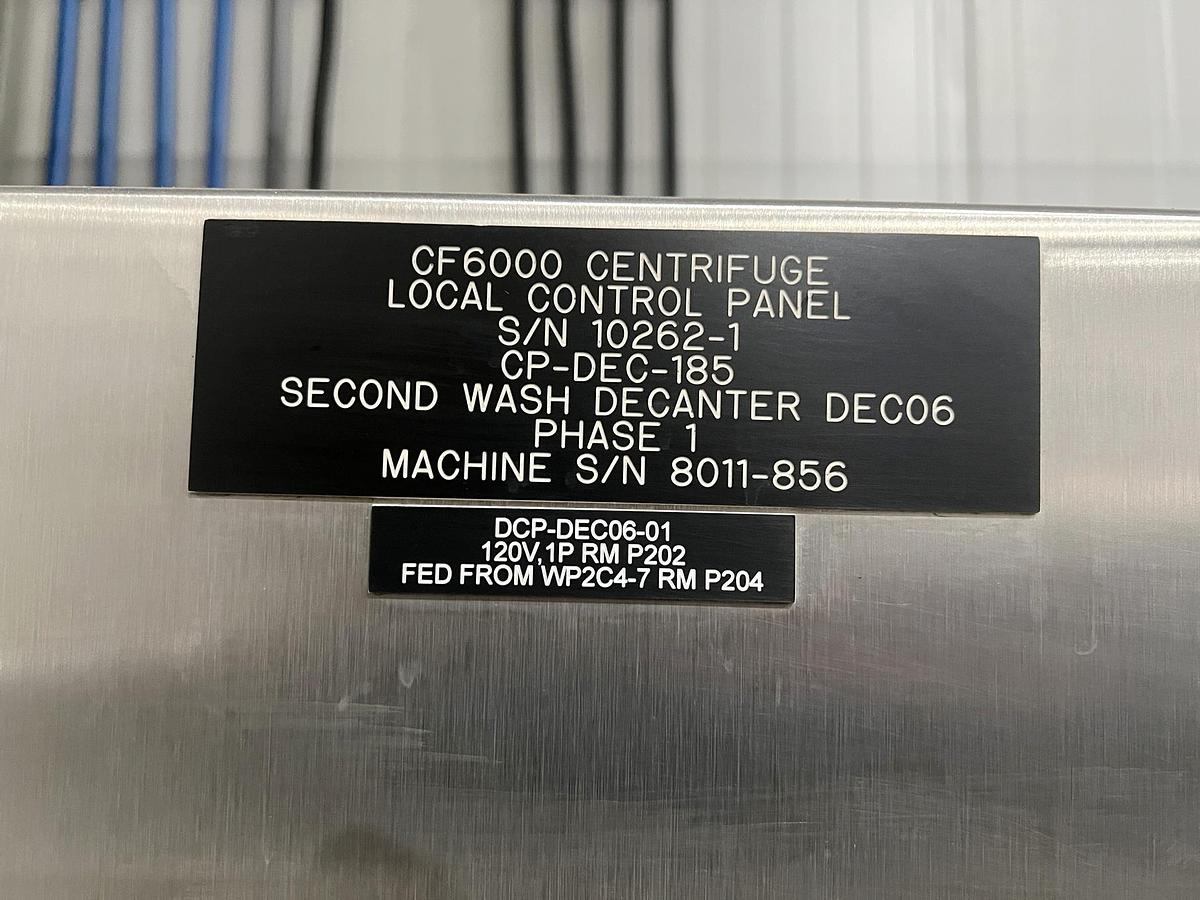 CF6000 CENTRIFUGE
LOCAL CONTROL PANEL
S/N 10262-1
CP-DEC-185
SECOND WASH DECANTER DEC06
PHASE 1
MACHINE S/N 8011-856
DCP-DEC06-01
120V,1P RM P202
FED FROM WP2C4-7 RM P204